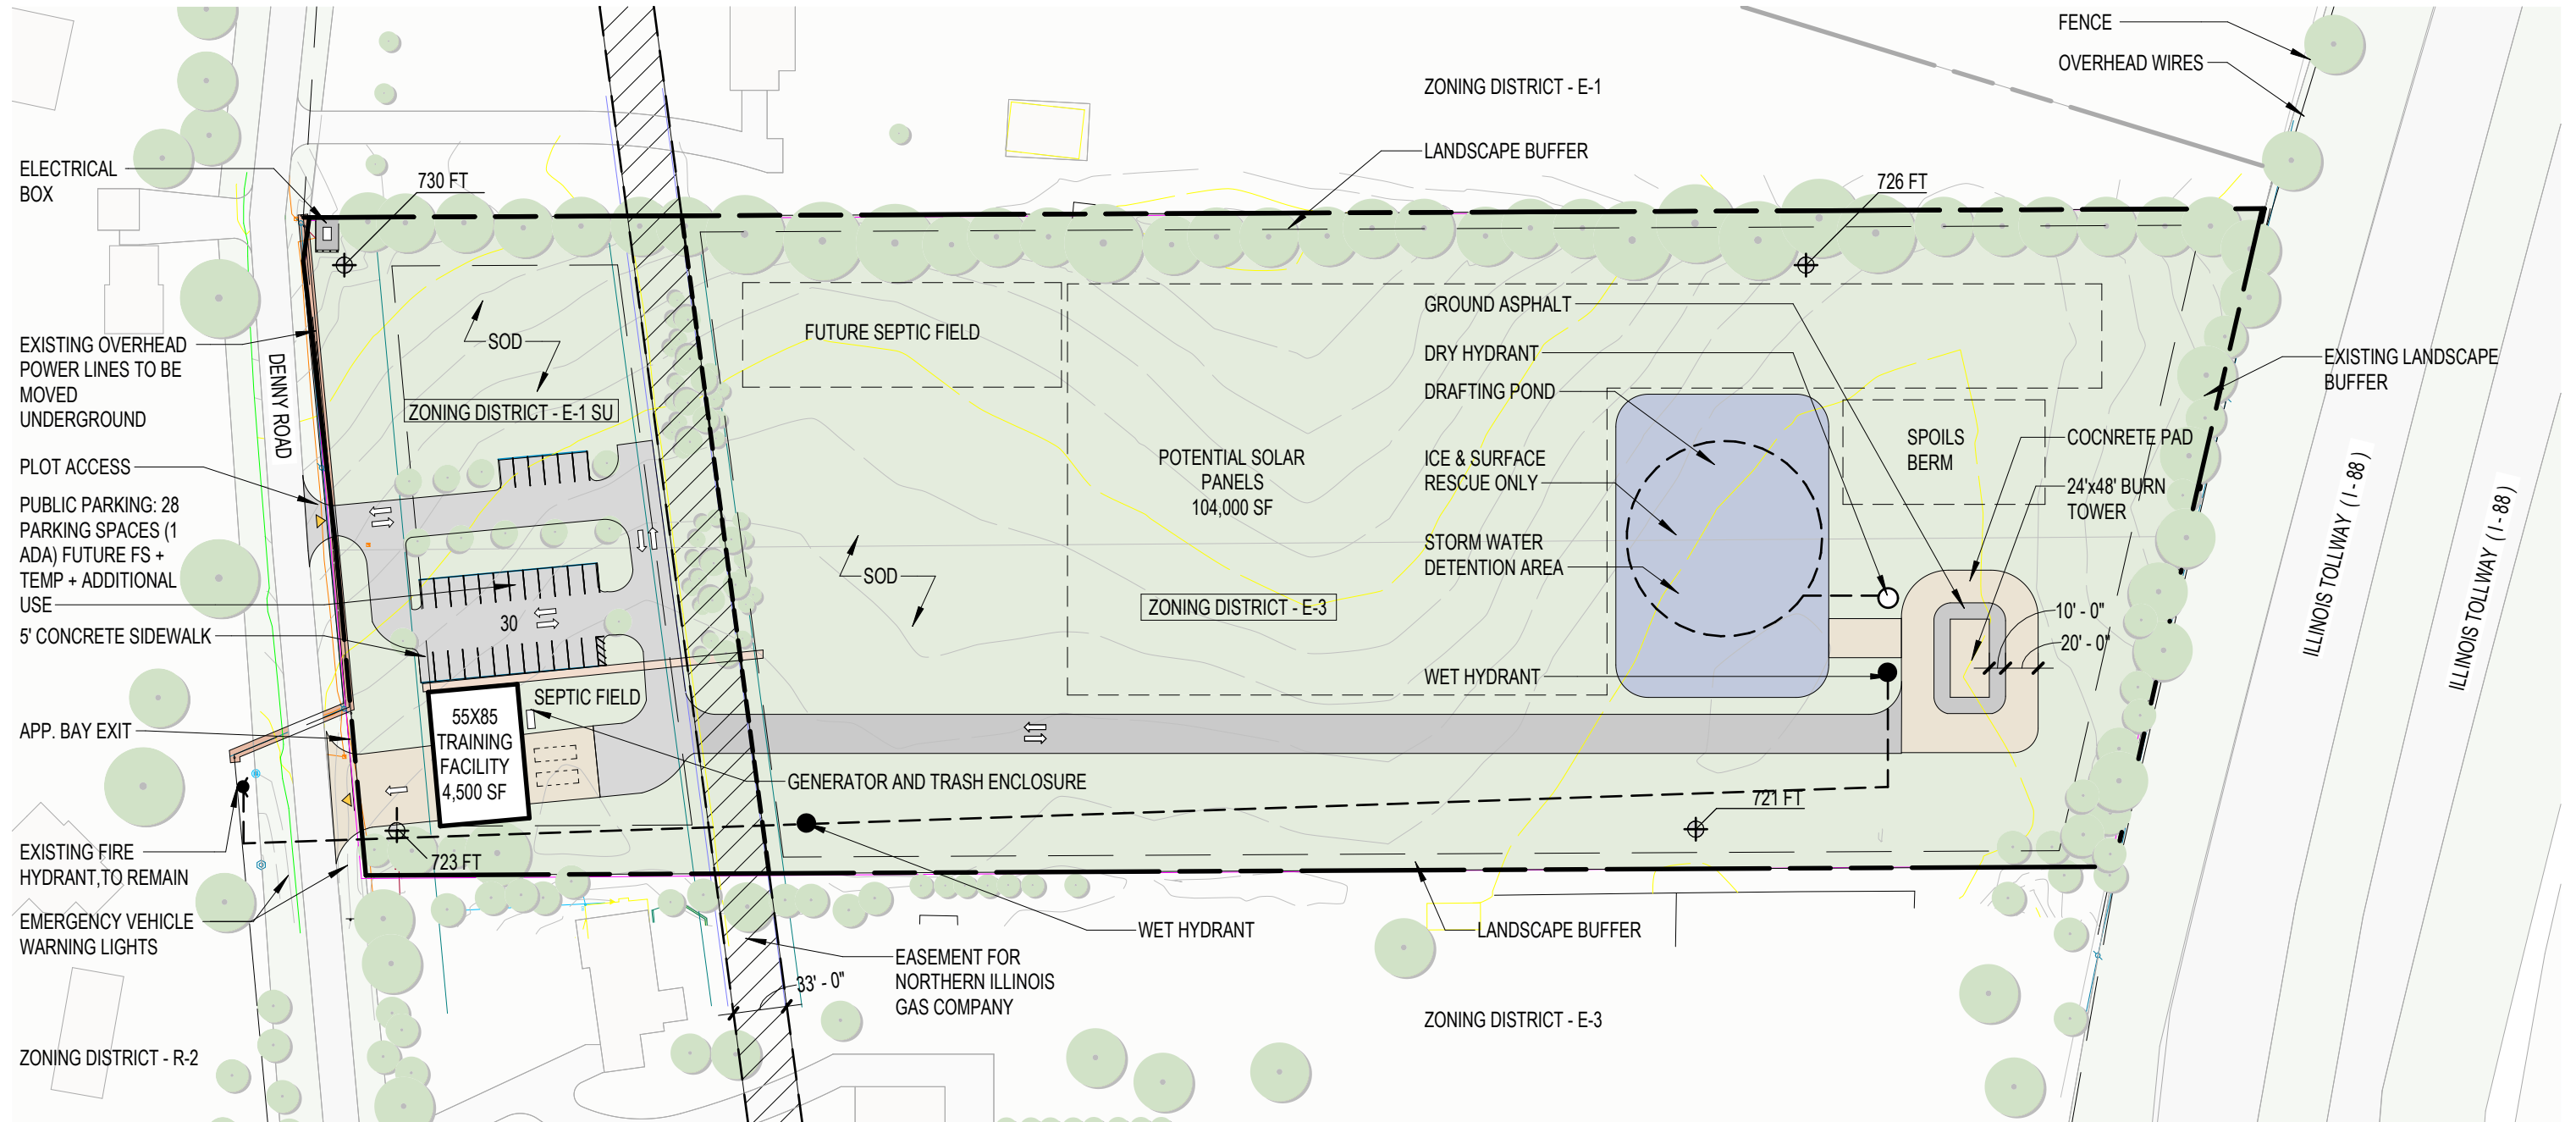 FENCE
OVERHEAD WIRES
ZONING DISTRICT - E-1
LANDSCAPE BUFFER
ELECTRICAL
BOX
730 FT
726 FT
EXISTING OVERHEAD
POWER LINES TO BE
MOVED
UNDERGROUND
DENNY ROAD
SOD
ZONING DISTRICT - E-1 SU
FUTURE SEPTIC FIELD
GROUND ASPHALT
DRY HYDRANT
DRAFTING POND
ICE & SURFACE
RESCUE ONLY
STORM WATER
DETENTION AREA
WET HYDRANT
EXISTING LANDSCAPE
BUFFER
SPOILS
BERM
COCNRETE PAD
24'x48' BURN
TOWER
10' - 0"
20' - 0"
ILLINOIS TOLLWAY ( I - 88 )
ILLINOIS TOLLWAY ( I - 88 )
PLOT ACCESS
PUBLIC PARKING: 28
PARKING SPACES (1
ADA) FUTURE FS +
TEMP + ADDITIONAL
USE
5' CONCRETE SIDEWALK
30
POTENTIAL SOLAR
PANELS
104,000 SF
SOD
ZONING DISTRICT - E-3
SEPTIC FIELD
55X85
TRAINING
FACILITY
4,500 SF
APP. BAY EXIT
GENERATOR AND TRASH ENCLOSURE
721 FT
723 FT
EXISTING FIRE
HYDRANT,TO REMAIN
EMERGENCY VEHICLE
WARNING LIGHTS
WET HYDRANT
LANDSCAPE BUFFER
EASEMENT FOR
NORTHERN ILLINOIS
GAS COMPANY
33' - 0"
ZONING DISTRICT - E-3
ZONING DISTRICT - R-2